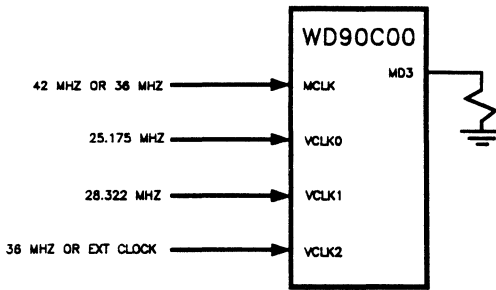 WD90C00
MD3
42 MHZ OR 36 MHZ
MCLK
25.175 MHZ
VCLK0
28.322 MHZ
VCLK1
36 MHZ OR EXT CLOCK
VCLK2